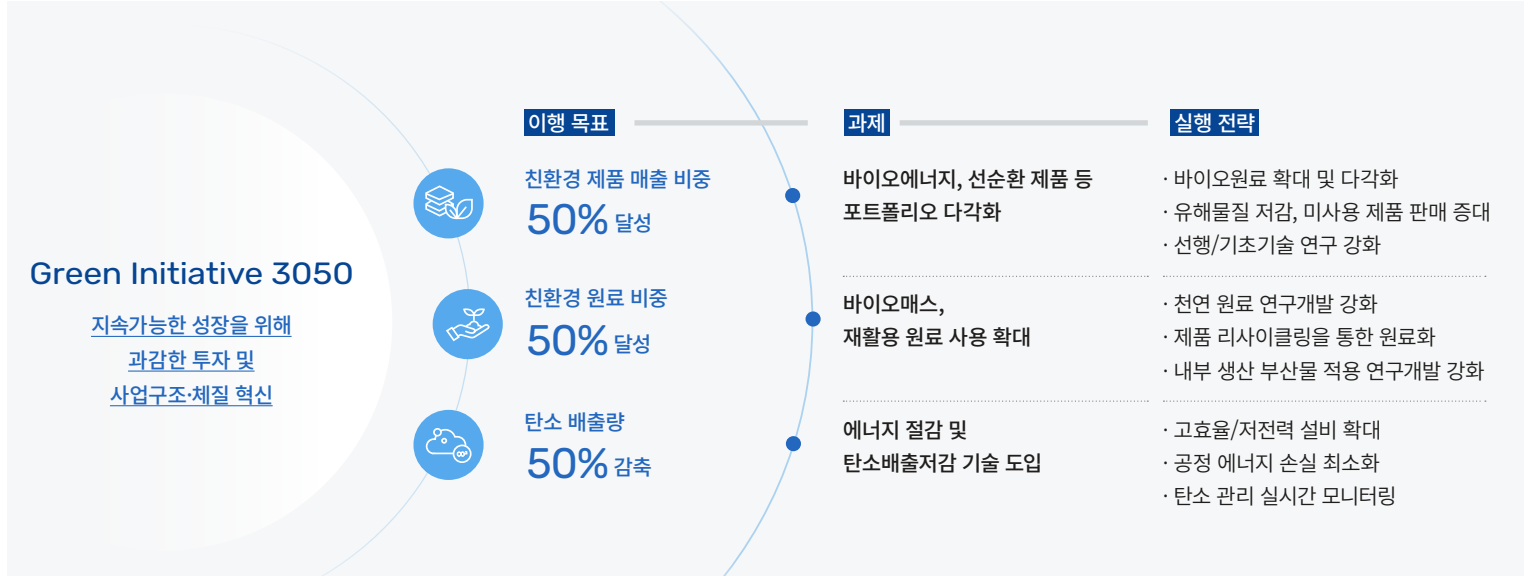 Green Initiative 3050
지속가능한 성장을 위해
과감한 투자 및
사업구조·체질 혁신
이행 목표
과제
실행 전략
친환경 제품 매출 비중
50% 달성
바이오에너지, 선순환 제품 등
포트폴리오 다각화
· 바이오원료 확대 및 다각화
· 유해물질 저감, 미사용 제품 판매 증대
· 선행/기초기술 연구 강화
친환경 원료 비중
50% 달성
바이오매스,
재활용 원료 사용 확대
· 천연 원료 연구개발 강화
· 제품 리사이클링을 통한 원료화
· 내부 생산 부산물 적용 연구개발 강화
탄소 배출량
50% 감축
에너지 절감 및
탄소배출저감 기술 도입
· 고효율/저전력 설비 확대
· 공정 에너지 손실 최소화
· 탄소 관리 실시간 모니터링